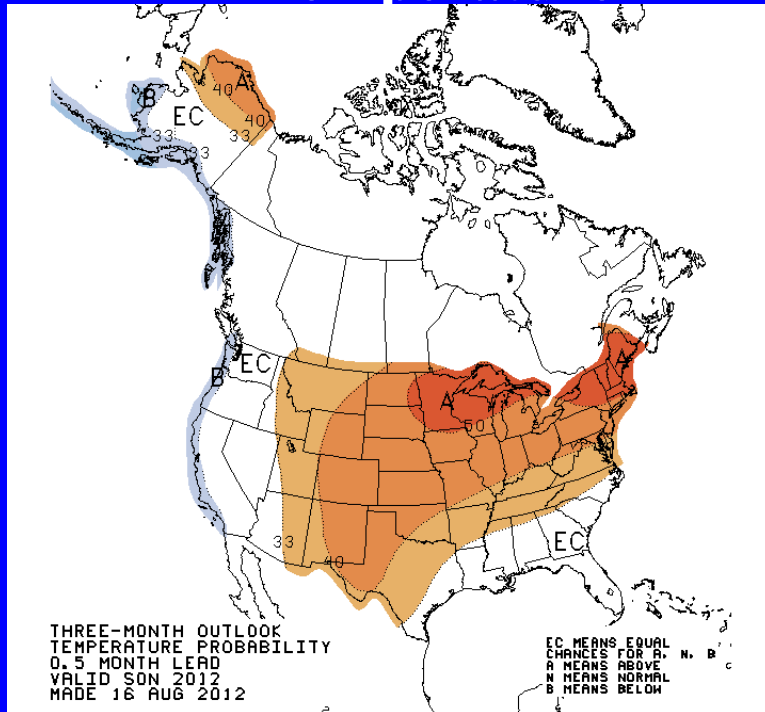 A
40
B
EC
40
33
33
33
A
EC
B
A
50
33
EC
40
THREE-MONTH OUTLOOK
TEMPERATURE PROBABILITY
0.5 MONTH LEAD
VALID SON 2012
MADE 16 AUG 2012
EC MEANS EQUAL
CHANCES FOR A, N, B
A MEANS ABOVE
N MEANS NORMAL
B MEANS BELOW